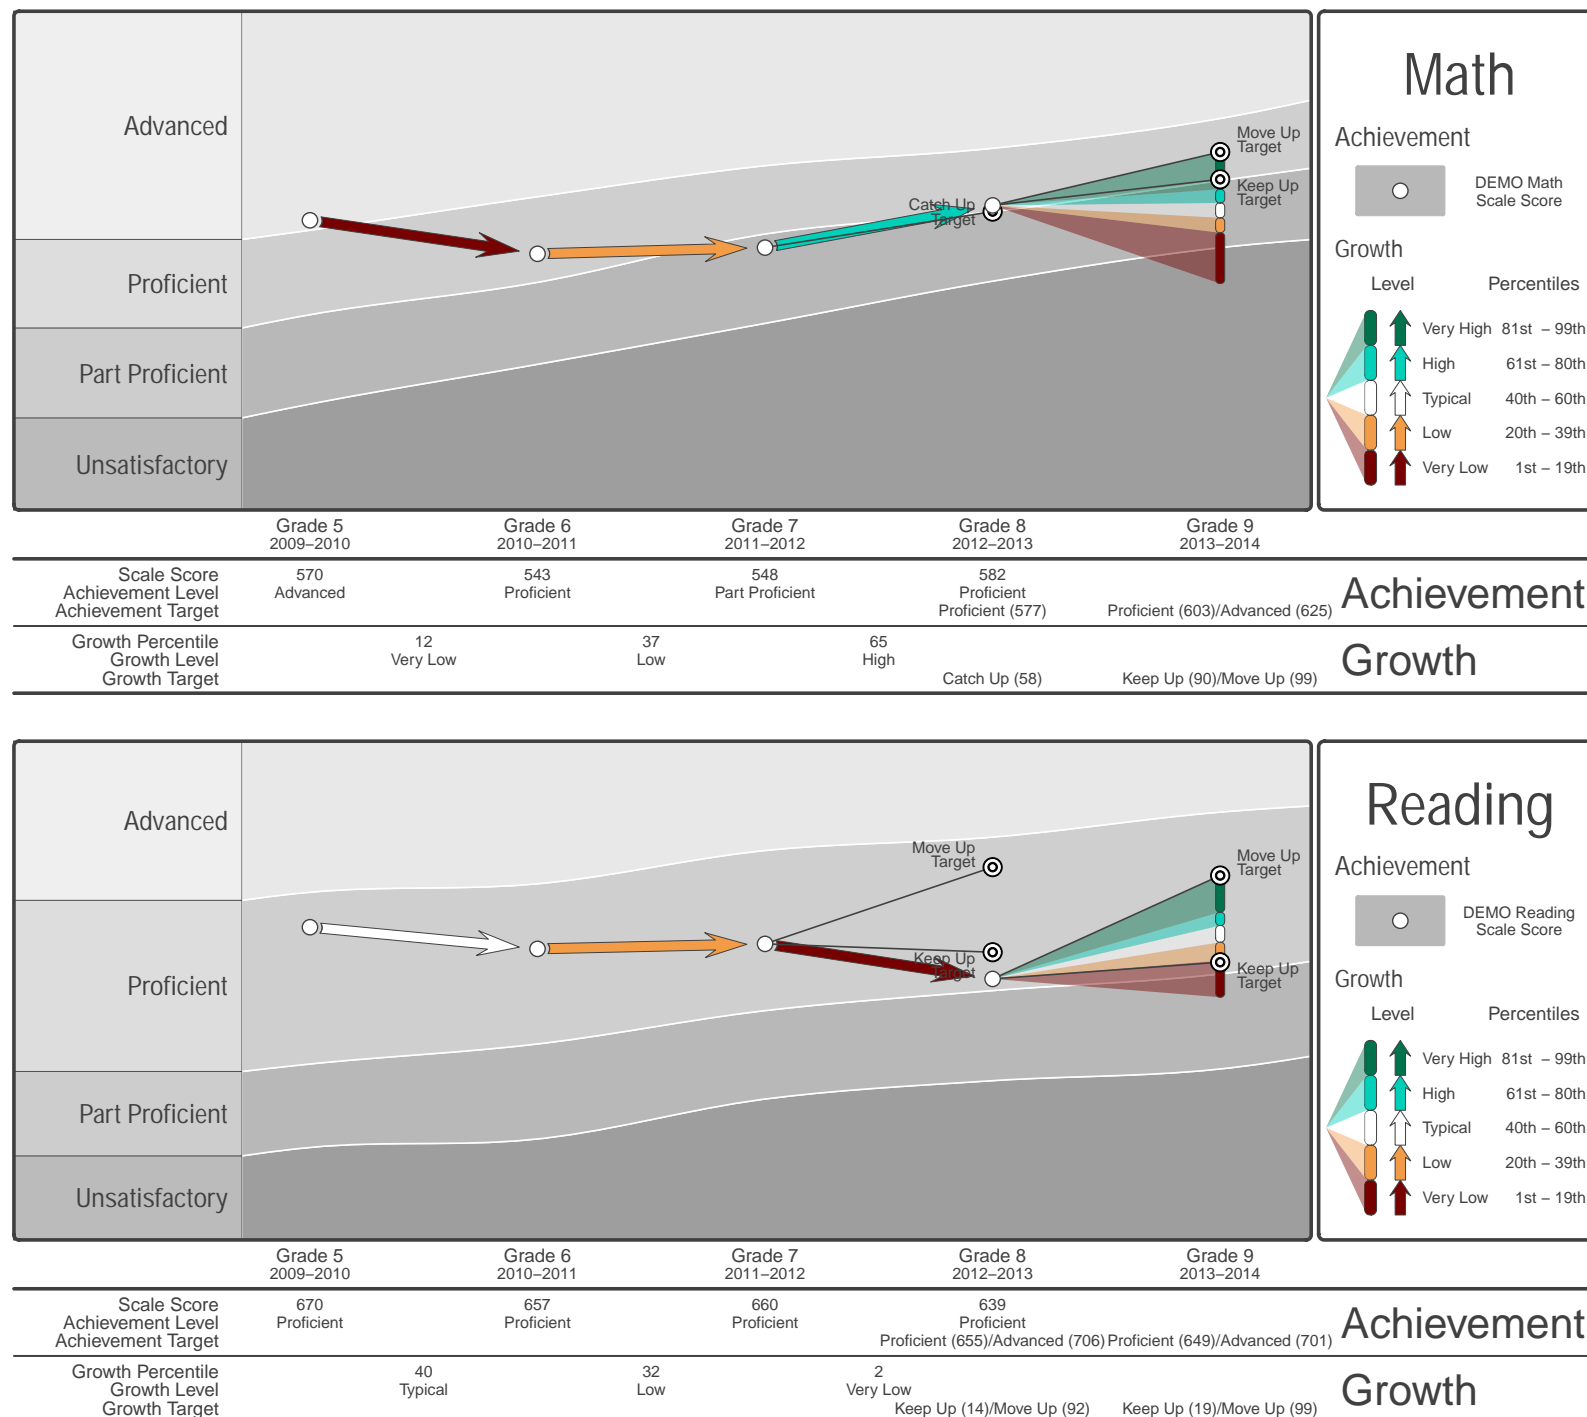 Advanced
Proficient
Part Proficient
Unsatisfactory
Catch Up
Target
Move Up
Target
Keep Up
Target
Math
Achievement
DEMO Math
Scale Score
Growth
Level Percentiles
Very High 81st – 99th
High 61st – 80th
Typical 40th – 60th
Low 20th – 39th
Very Low 1st – 19th
Grade 5 Grade 6 Grade 7 Grade 8 Grade 9
2009–2010 2010–2011 2011–2012 2012–2013 2013–2014
Scale Score 570 543 548 582
Achievement Level Advanced Proficient Part Proficient Proficient
Achievement Target Proficient (577) Proficient (603)/Advanced (625)
Achievement
Growth Percentile 12 37 65
Growth Level Very Low Low High
Growth Target Catch Up (58) Keep Up (90)/Move Up (99)
Growth
Advanced
Proficient
Part Proficient
Unsatisfactory
Move Up
Target
Keep Up
Target
Move Up
Target
Keep Up
Target
Reading
Achievement
DEMO Reading
Scale Score
Growth
Level Percentiles
Very High 81st – 99th
High 61st – 80th
Typical 40th – 60th
Low 20th – 39th
Very Low 1st – 19th
Grade 5 Grade 6 Grade 7 Grade 8 Grade 9
2009–2010 2010–2011 2011–2012 2012–2013 2013–2014
Scale Score 670 657 660 639
Achievement Level Proficient Proficient Proficient Proficient
Achievement Target Proficient (655)/Advanced (706) Proficient (649)/Advanced (701)
Achievement
Growth Percentile 40 32 2
Growth Level Typical Low Very Low
Growth Target Keep Up (14)/Move Up (92) Keep Up (19)/Move Up (99)
Growth